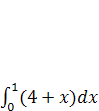 ∫₀¹(4 + x)dx